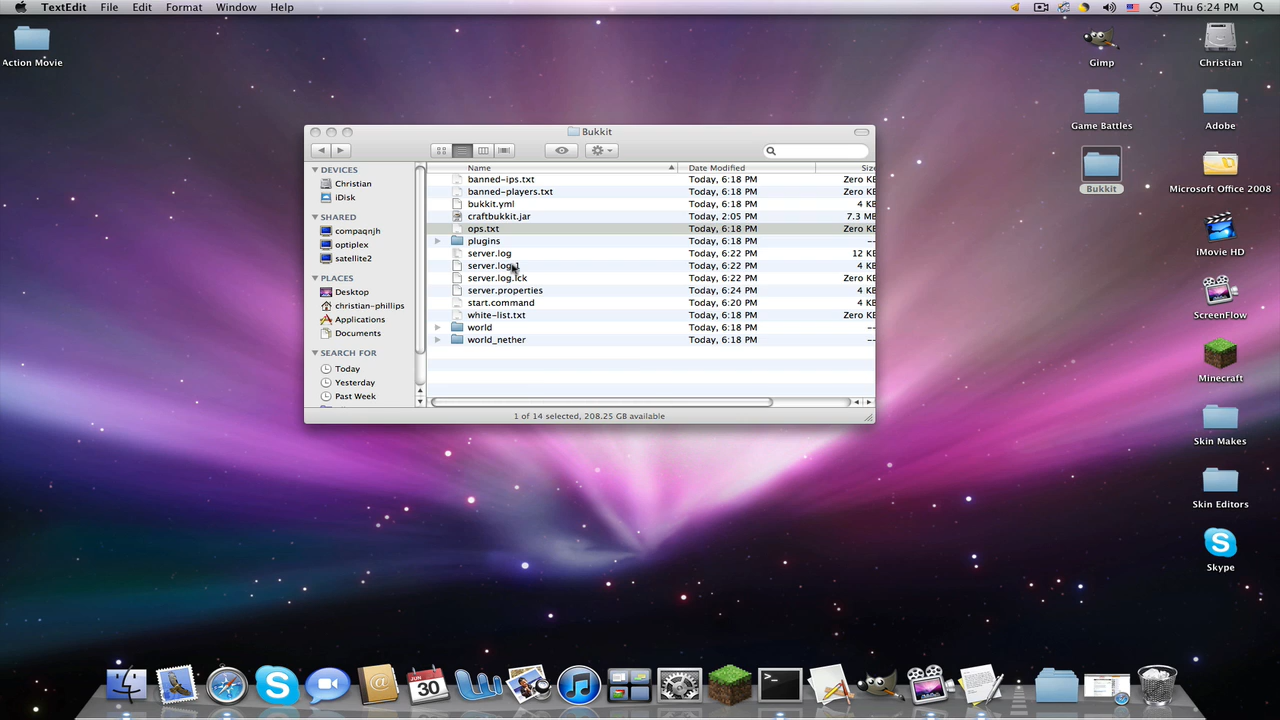 TextEdit File Edit Format Window Help Thu 6:24 PM
Action Movie
Gimp
Christian
Game Battles
Adobe
Bukkit
Microsoft Office 2008
iMovie HD
ScreenFlow
Minecraft
Skin Makes
Skin Editors
Skype
Bukkit
DEVICES
Christian
iDisk
SHARED
compaqnjh
optiplex
satellite2
PLACES
Desktop
christian-phillips
Applications
Documents
SEARCH FOR
Today
Yesterday
Past Week
Name Date Modified Siz
banned-ips.txt Today, 6:18 PM Zero KB
banned-players.txt Today, 6:18 PM Zero KB
bukkit.yml Today, 6:18 PM 4 KB
craftbukkit.jar Today, 2:05 PM 7.3 MB
ops.txt Today, 6:18 PM Zero KB
plugins Today, 6:18 PM --
server.log Today, 6:22 PM 12 KB
server.log.1 Today, 6:22 PM 4 KB
server.log.lck Today, 6:22 PM Zero KB
server.properties Today, 6:24 PM 4 KB
start.command Today, 6:20 PM 4 KB
white-list.txt Today, 6:18 PM Zero KB
world Today, 6:18 PM --
world_nether Today, 6:18 PM --
1 of 14 selected, 208.25 GB available
JUN
30